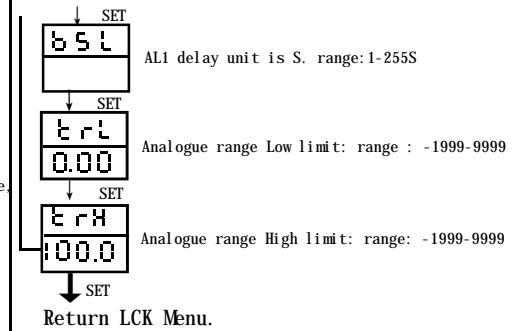 SET
bSL
AL1 delay unit is S. range:1-255S
SET
trL
0.00
Analogue range Low limit: range : -1999-9999
SET
e,
trH
100.0
Analogue range High limit: range: -1999-9999
SET
Return LCK Menu.